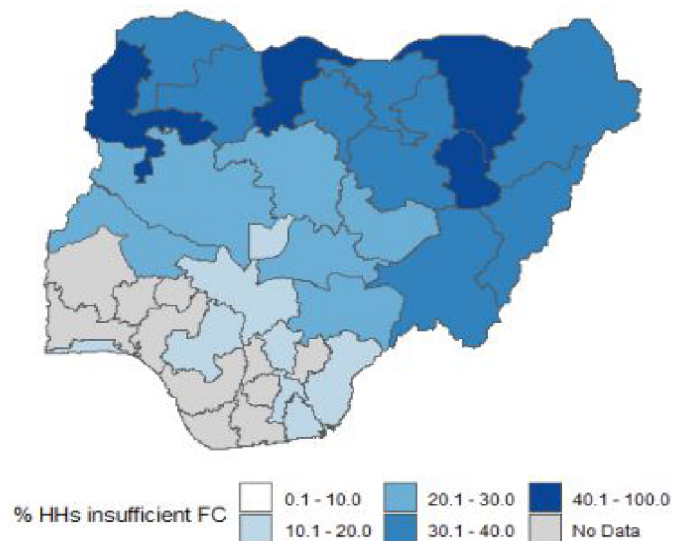 % HHs insufficient FC
0.1 - 10.0
20.1 - 30.0
40.1 - 100.0
10.1 - 20.0
30.1 - 40.0
No Data